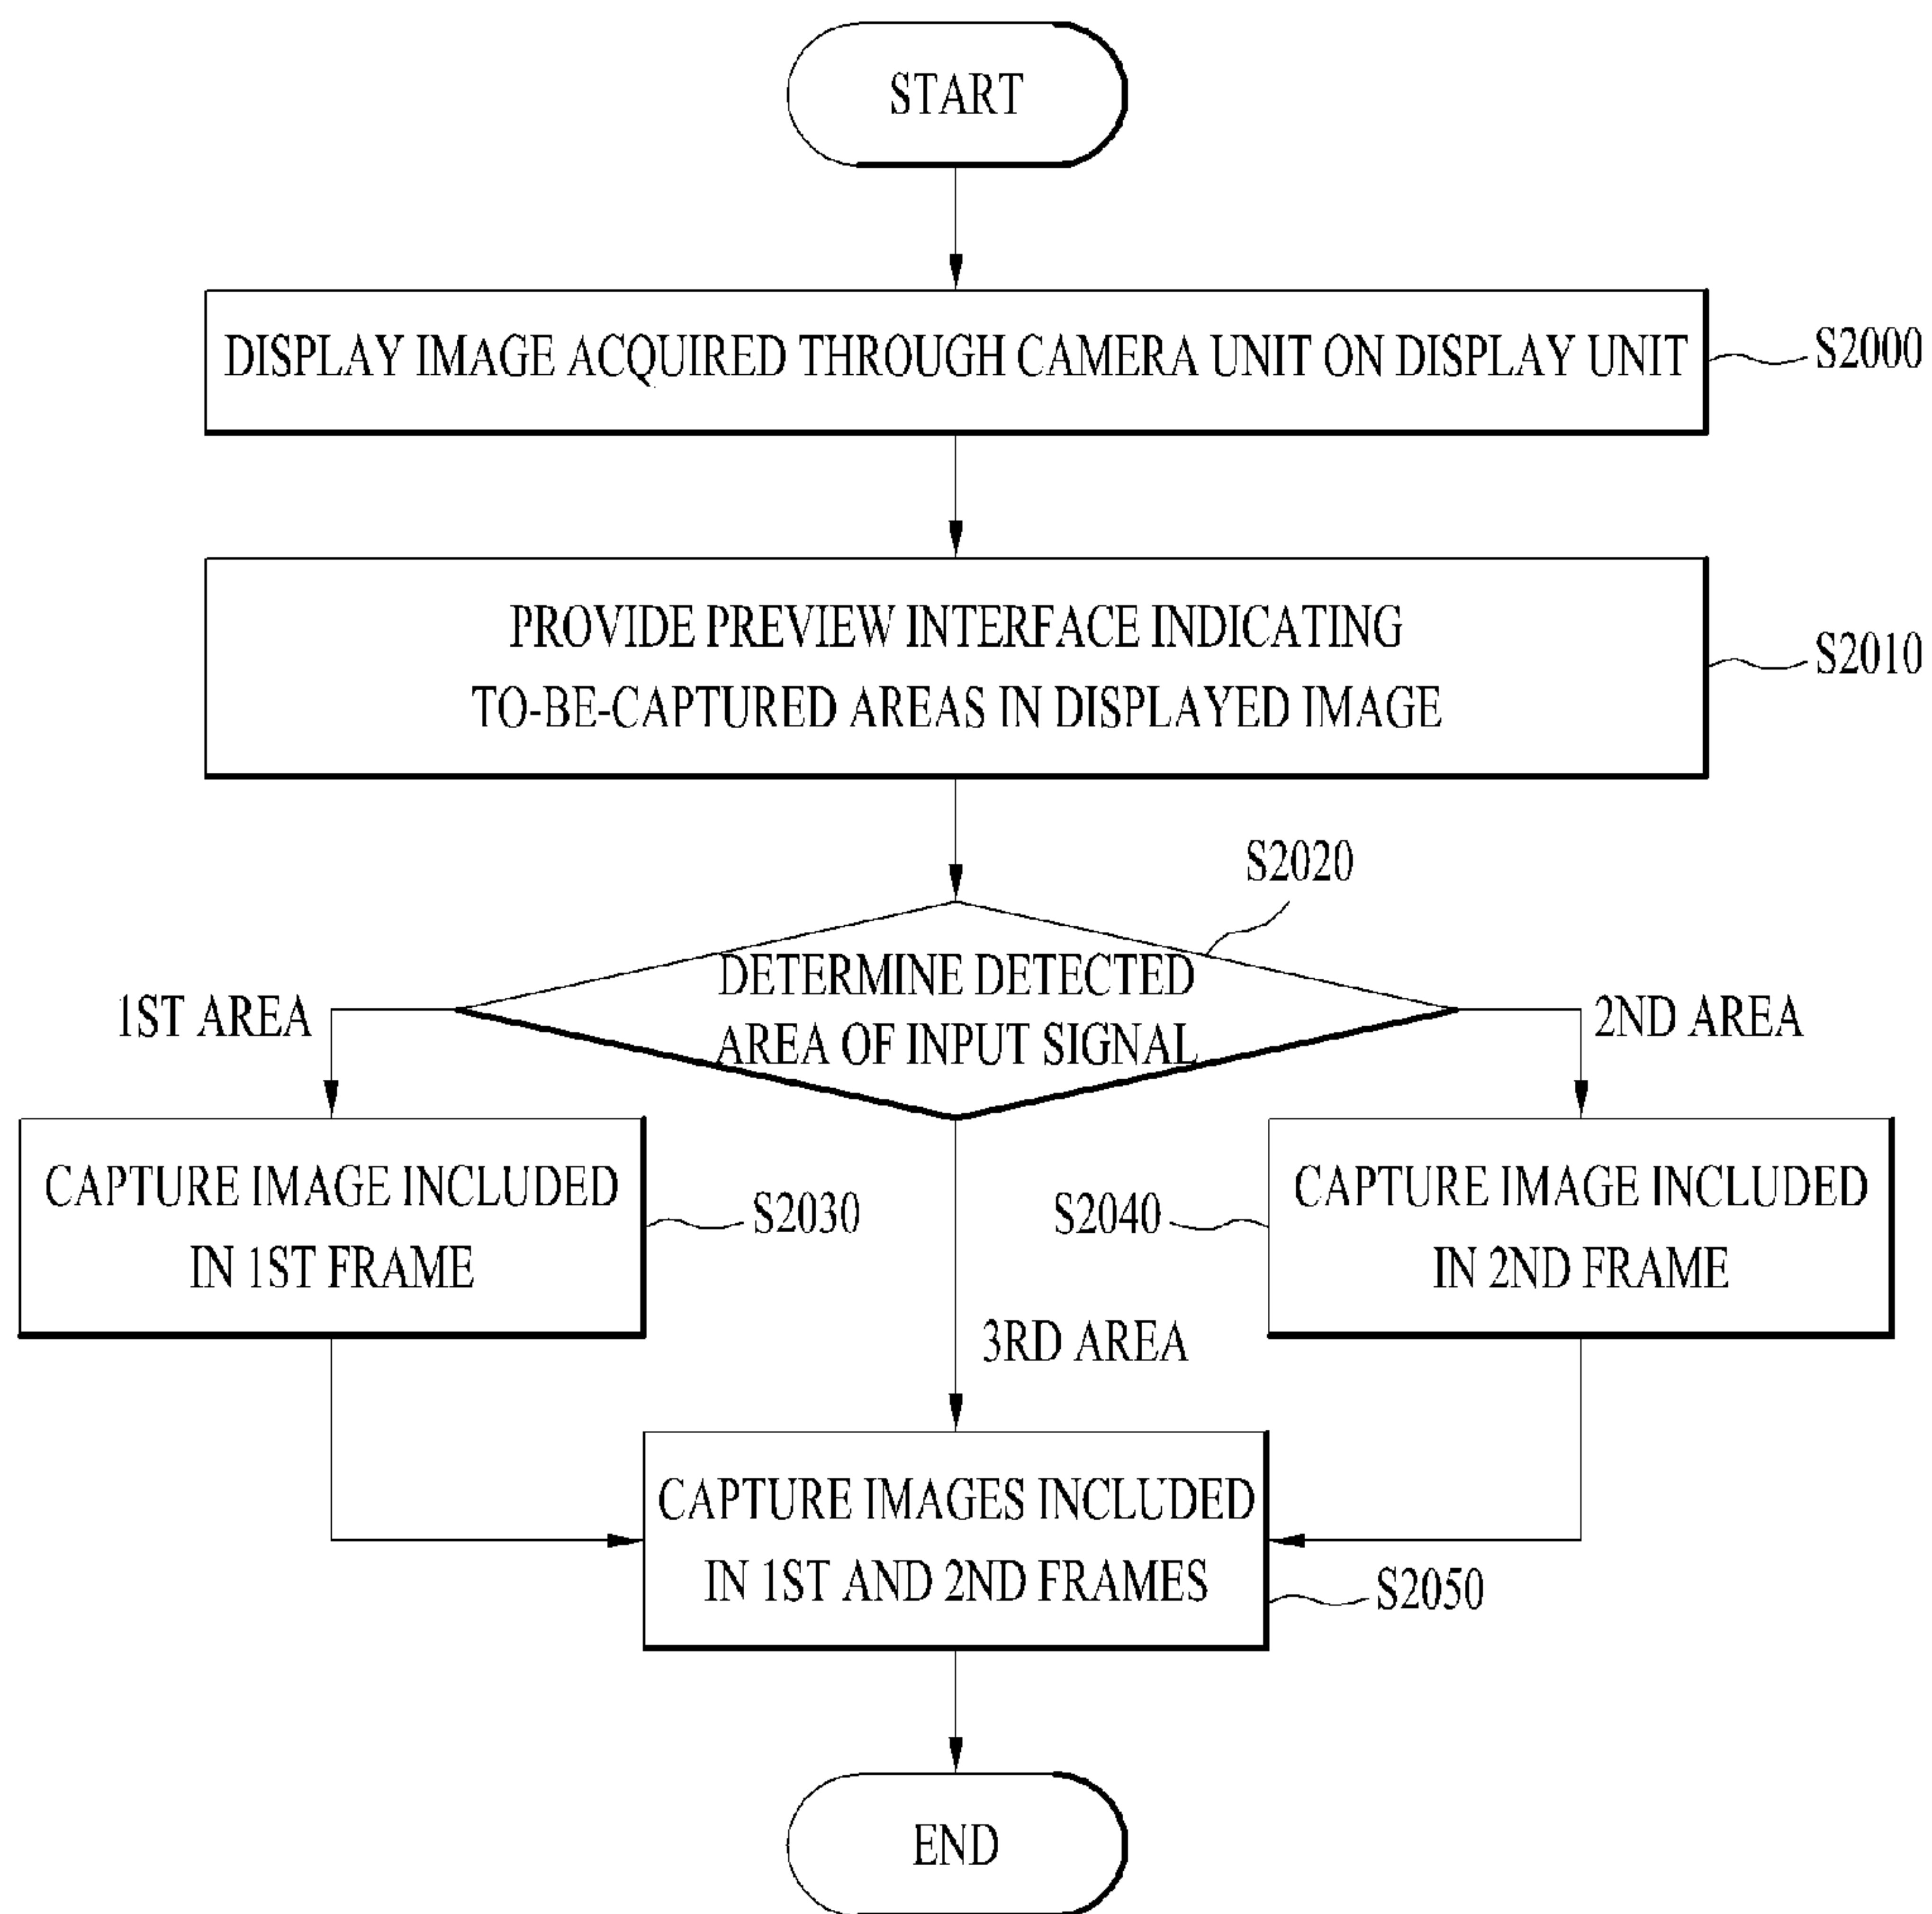 START
DISPLAY IMAGE ACQUIRED THROUGH CAMERA UNIT ON DISPLAY UNIT
S2000
PROVIDE PREVIEW INTERFACE INDICATING
TO-BE-CAPTURED AREAS IN DISPLAYED IMAGE
S2010
S2020
DETERMINE DETECTED
AREA OF INPUT SIGNAL
1ST AREA
2ND AREA
CAPTURE IMAGE INCLUDED
IN 1ST FRAME
S2030
S2040
CAPTURE IMAGE INCLUDED
IN 2ND FRAME
3RD AREA
CAPTURE IMAGES INCLUDED
IN 1ST AND 2ND FRAMES
S2050
END